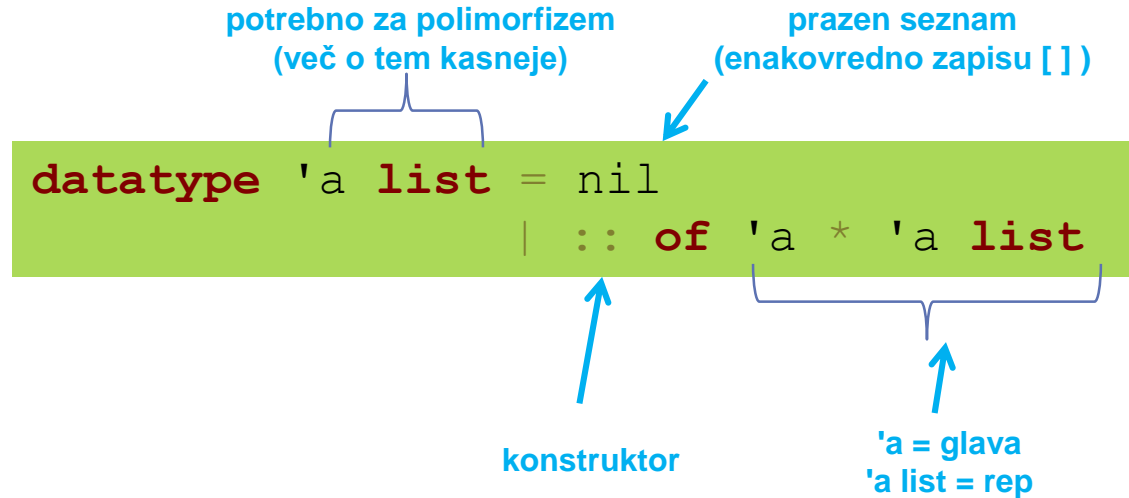 potrebno za polimorfizem
(več o tem kasneje)
prazen seznam
(enakovredno zapisu [ ] )
datatype 'a list = nil
| :: of 'a * 'a list
konstruktor
'a = glava
'a list = rep